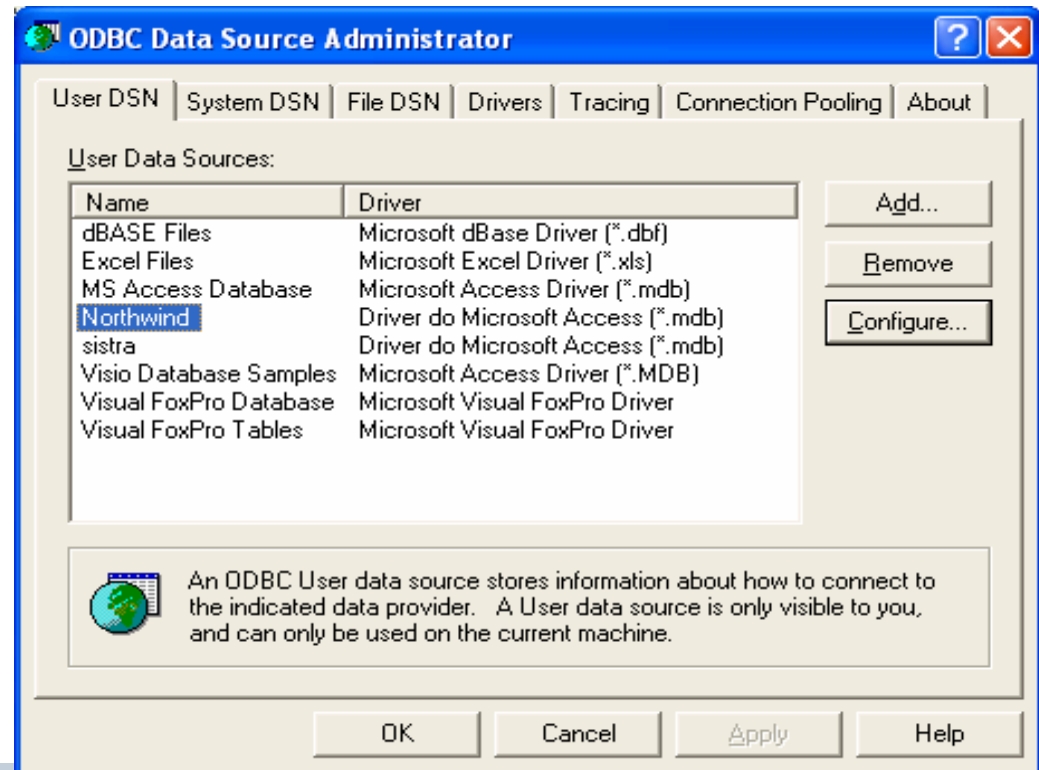 ODBC Data Source Administrator
User DSN System DSN File DSN Drivers Tracing Connection Pooling About
User Data Sources:
Name Driver
dBASE Files Microsoft dBase Driver (*.dbf)
Excel Files Microsoft Excel Driver (*.xls)
MS Access Database Microsoft Access Driver (*.mdb)
Northwind Driver do Microsoft Access (*.mdb)
sistra Driver do Microsoft Access (*.mdb)
Visio Database Samples Microsoft Access Driver (*.MDB)
Visual FoxPro Database Microsoft Visual FoxPro Driver
Visual FoxPro Tables Microsoft Visual FoxPro Driver
Add...
Remove
Configure...
An ODBC User data source stores information about how to connect to
the indicated data provider. A User data source is only visible to you,
and can only be used on the current machine.
OK Cancel Apply Help